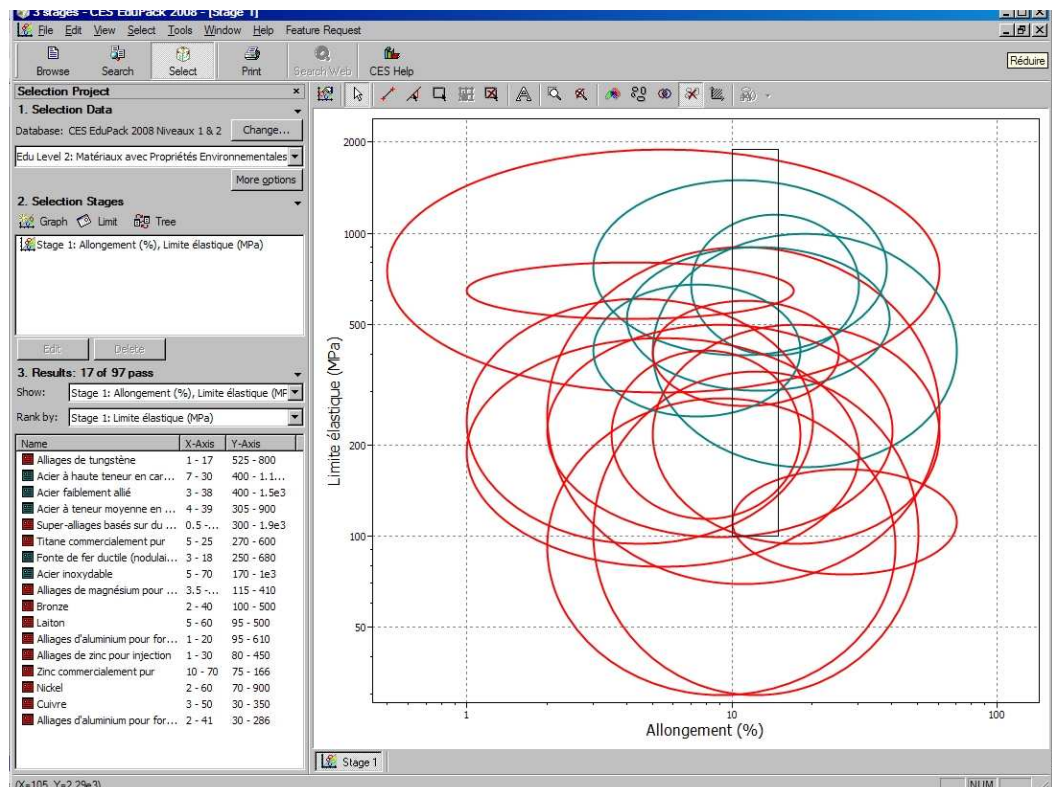 3 stages - CES EduPack 2008 - [Stage 1]
File Edit View Select Tools Window Help Feature Request
Browse Search Select Print Search Web CES Help
Réduire
Selection Project
1. Selection Data
Database: CES EduPack 2008 Niveaux 1 & 2 Change...
Edu Level 2: Matériaux avec Propriétés Environnementales
More options
2. Selection Stages
Graph Limit Tree
Stage 1: Allongement (%), Limite élastique (MPa)
Edit Delete
3. Results: 17 of 97 pass
Show: Stage 1: Allongement (%), Limite élastique (MF
Rank by: Stage 1: Limite élastique (MPa)
Name X-Axis Y-Axis
Alliages de tungstène 1 - 17 525 - 800
Acier à haute teneur en car... 7 - 30 400 - 1.1...
Acier faiblement allié 3 - 38 400 - 1.5e3
Acier à teneur moyenne en ... 4 - 39 305 - 900
Super-alliages basés sur du ... 0.5 -... 300 - 1.9e3
Titane commercialement pur 5 - 25 270 - 600
Fonte de fer ductile (nodulai... 3 - 18 250 - 680
Acier inoxydable 5 - 70 170 - 1e3
Alliages de magnésium pour ... 3.5 -... 115 - 410
Bronze 2 - 40 100 - 500
Laiton 5 - 60 95 - 500
Alliages d'aluminium pour for... 1 - 20 95 - 610
Alliages de zinc pour injection 1 - 30 80 - 450
Zinc commercialement pur 10 - 70 75 - 166
Nickel 2 - 60 70 - 900
Cuivre 3 - 50 30 - 350
Alliages d'aluminium pour for... 2 - 41 30 - 286
Limite élastique (MPa)
2000
1000
500
200
100
50
1 10 100
Allongement (%)
Stage 1
(X=105, Y=2.29e3) NUM